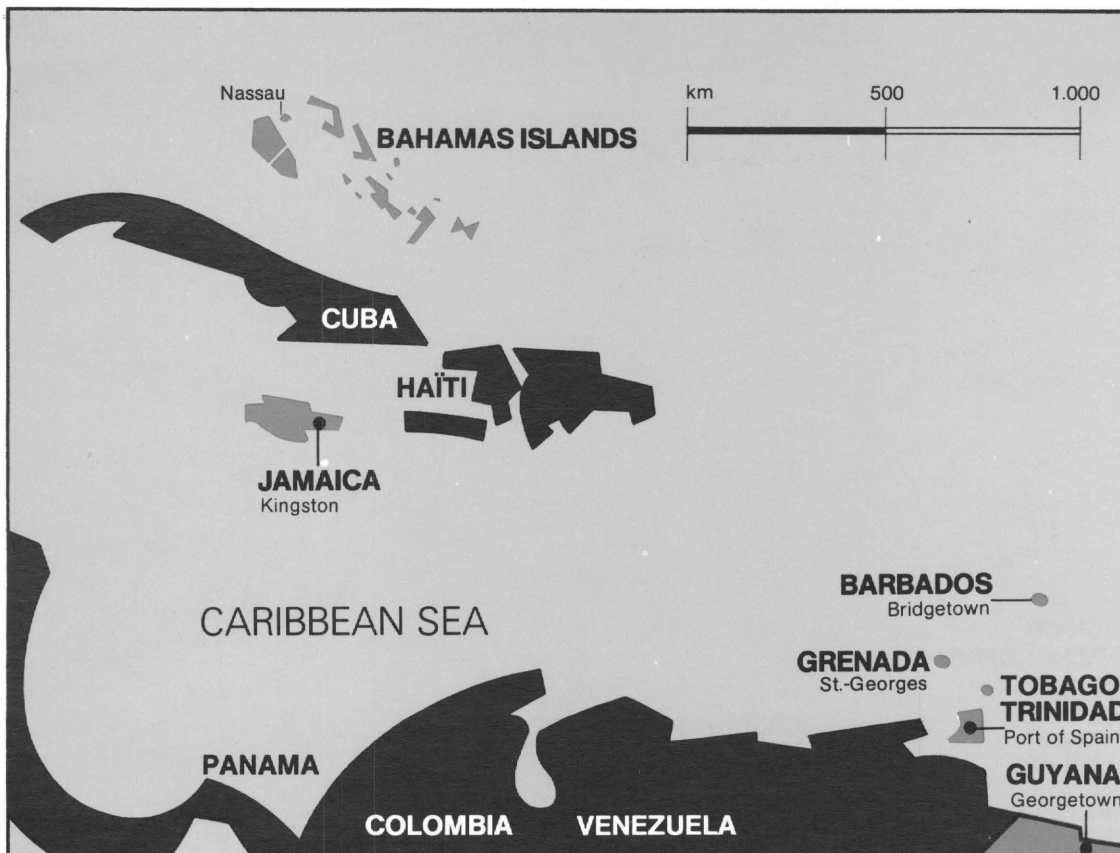 Nassau
km 500 1.000
BAHAMAS ISLANDS
CUBA
HAÏTI
JAMAICA
Kingston
BARBADOS
Bridgetown
CARIBBEAN SEA
GRENADA
St.-Georges
TOBAGO
TRINIDAD
Port of Spain
PANAMA
GUYANA
Georgetown
COLOMBIA
VENEZUELA